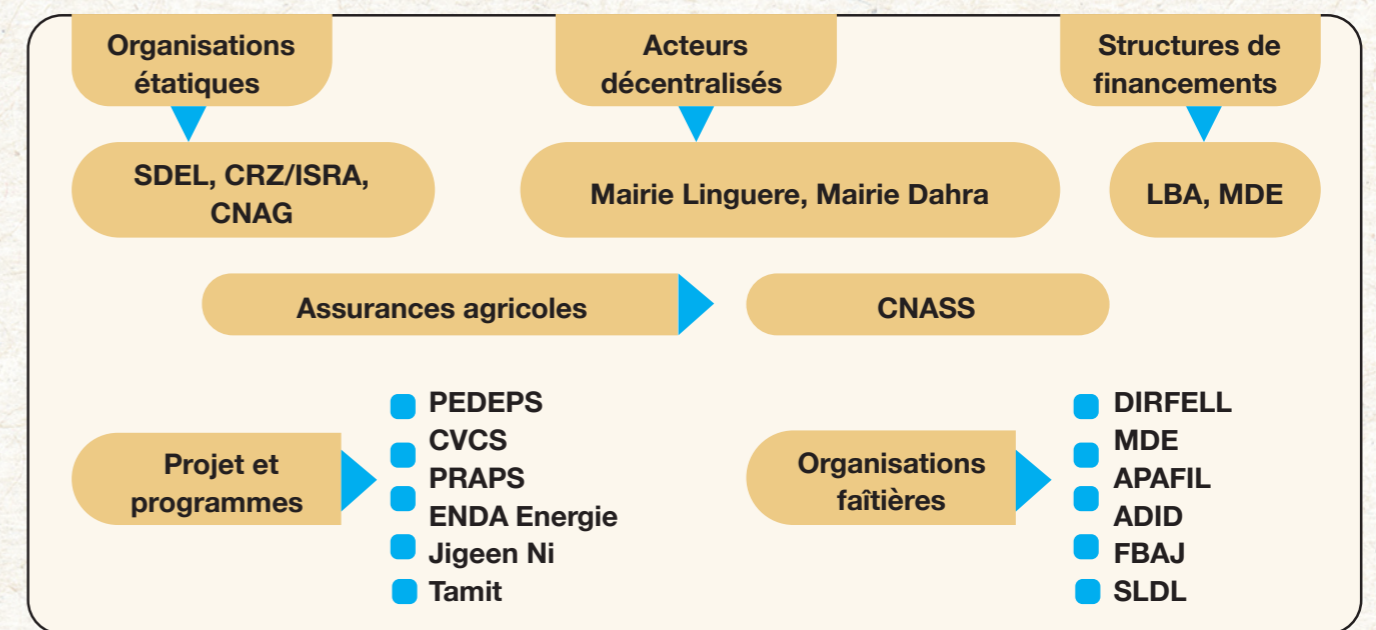 Organisations
étatiques
Acteurs
décentralisés
Structures de
financements
SDEL, CRZ/ISRA,
CNAG
Mairie Linguere, Mairie Dahra
LBA, MDE
Assurances agricoles
CNASS
Projet et
programmes
PEDEPS
CVCS
PRAPS
ENDA Energie
Jigeen Ni
Tamit
Organisations
faîtières
DIRFELL
MDE
APAFIL
ADID
FBAJ
SLDL